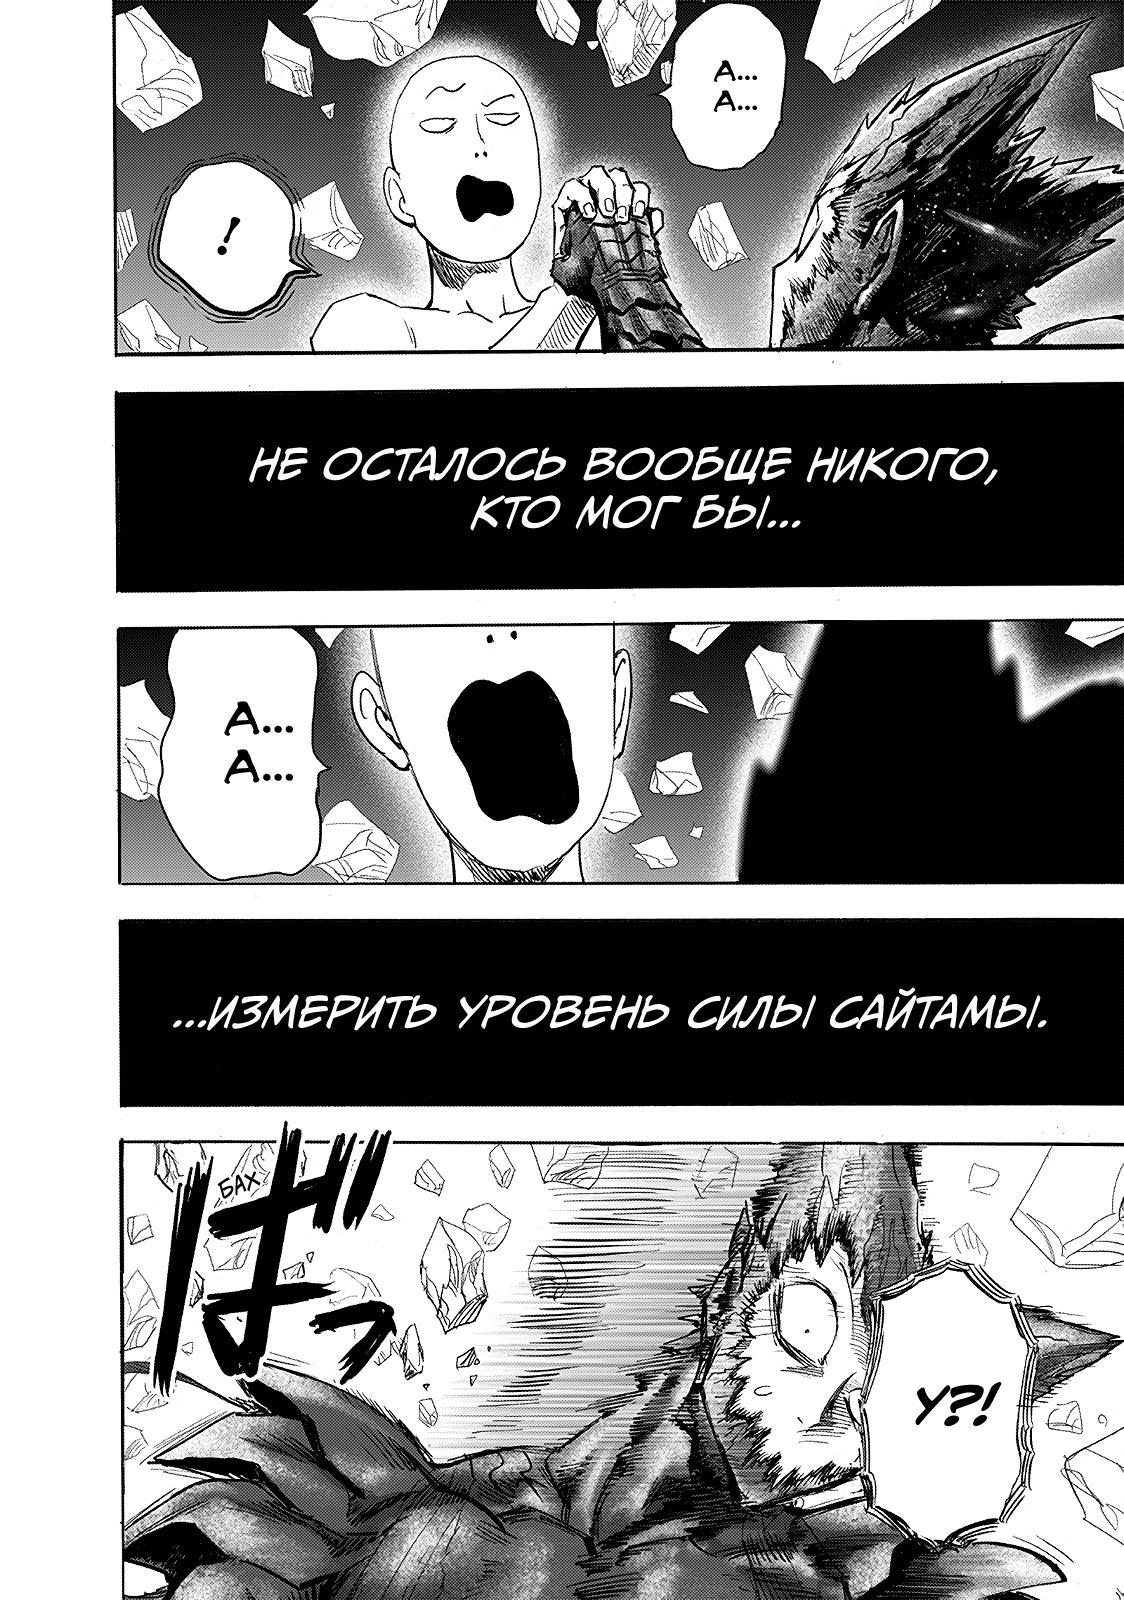 А...
А...
!
НЕ ОСТАЛОСЬ ВООБЩЕ НИКОГО,
КТО МОГ БЫ...
А...
А...
...ИЗМЕРИТЬ УРОВЕНЬ СИЛЫ САЙТАМЫ.
БАХ
ばっ
У?!